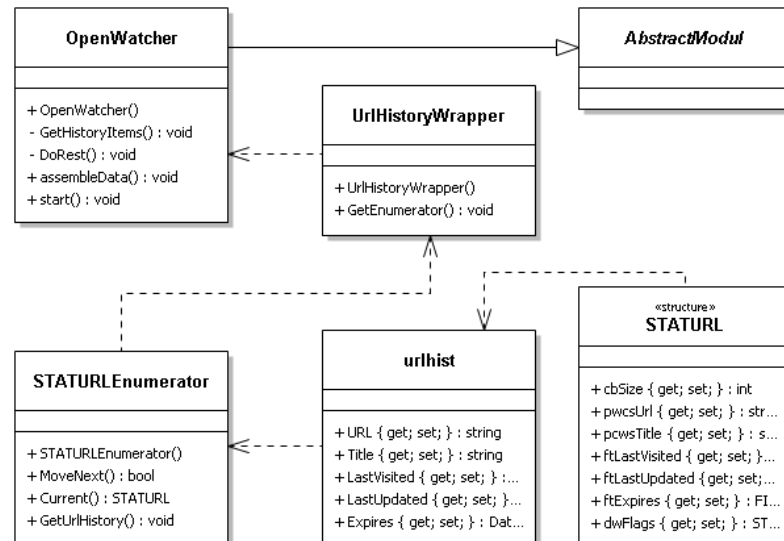 OpenWatcher
+ OpenWatcher()
- GetHistoryItems() : void
- DoRest() : void
+ assembleData() : void
+ start() : void
AbstractModul
UrlHistoryWrapper
+ UrlHistoryWrapper()
+ GetEnumerator() : void
STATURLEnumerator
+ STATURLEnumerator()
+ MoveNext() : bool
+ Current() : STATURL
+ GetUrlHistory() : void
urlhist
+ URL { get; set; } : string
+ Title { get; set; } : string
+ LastVisited { get; set; } :...
+ LastUpdated { get; set; }...
+ Expires { get; set; } : Dat...
«structure»
STATURL
+ cbSize { get; set; } : int
+ pwcsUrl { get; set; } : str...
+ pcwsTitle { get; set; } : s...
+ ftLastVisited { get; set; }...
+ ftLastUpdated { get; set;...
+ ftExpires { get; set; } : FI...
+ dwFlags { get; set; } : ST...